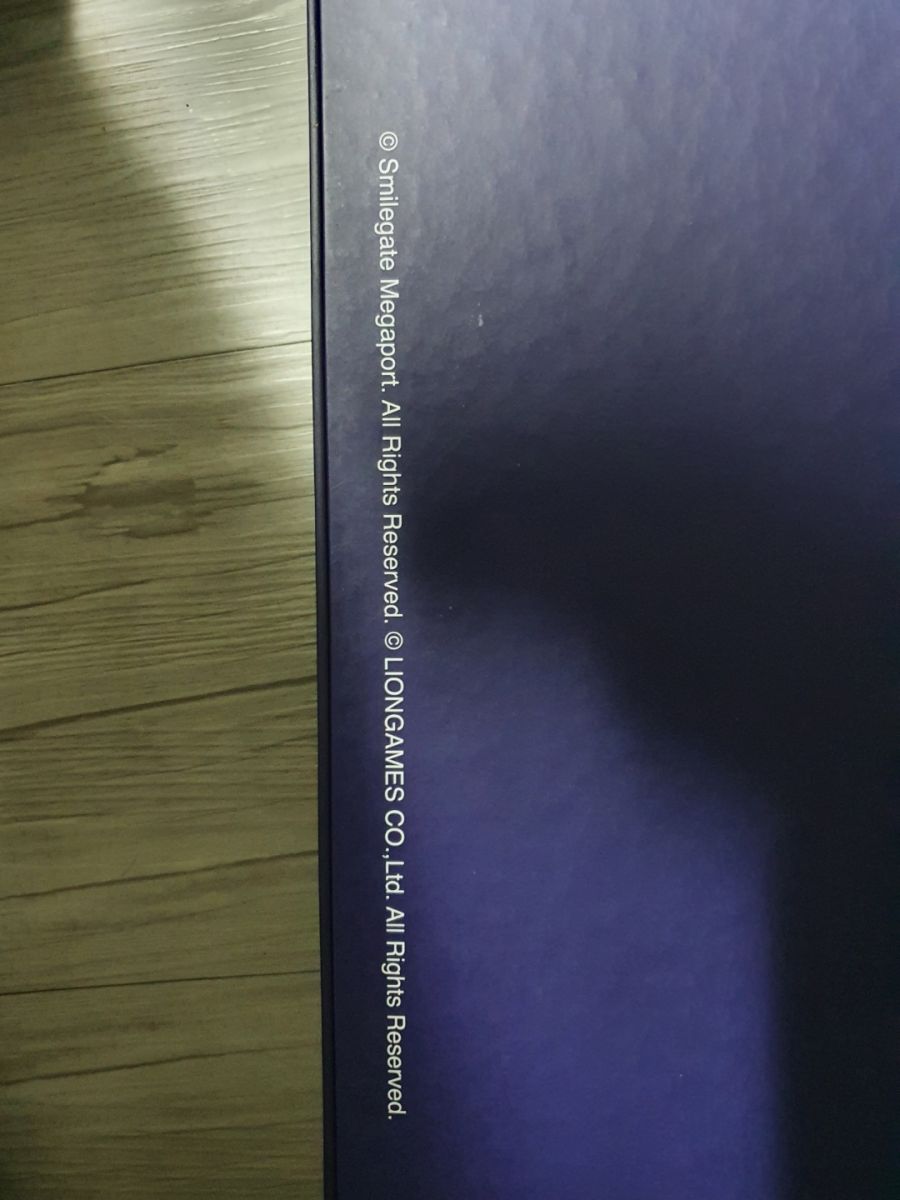 © Smilegate Megaport. All Rights Reserved. © LIONGAMES CO.,Ltd. All Rights Reserved.